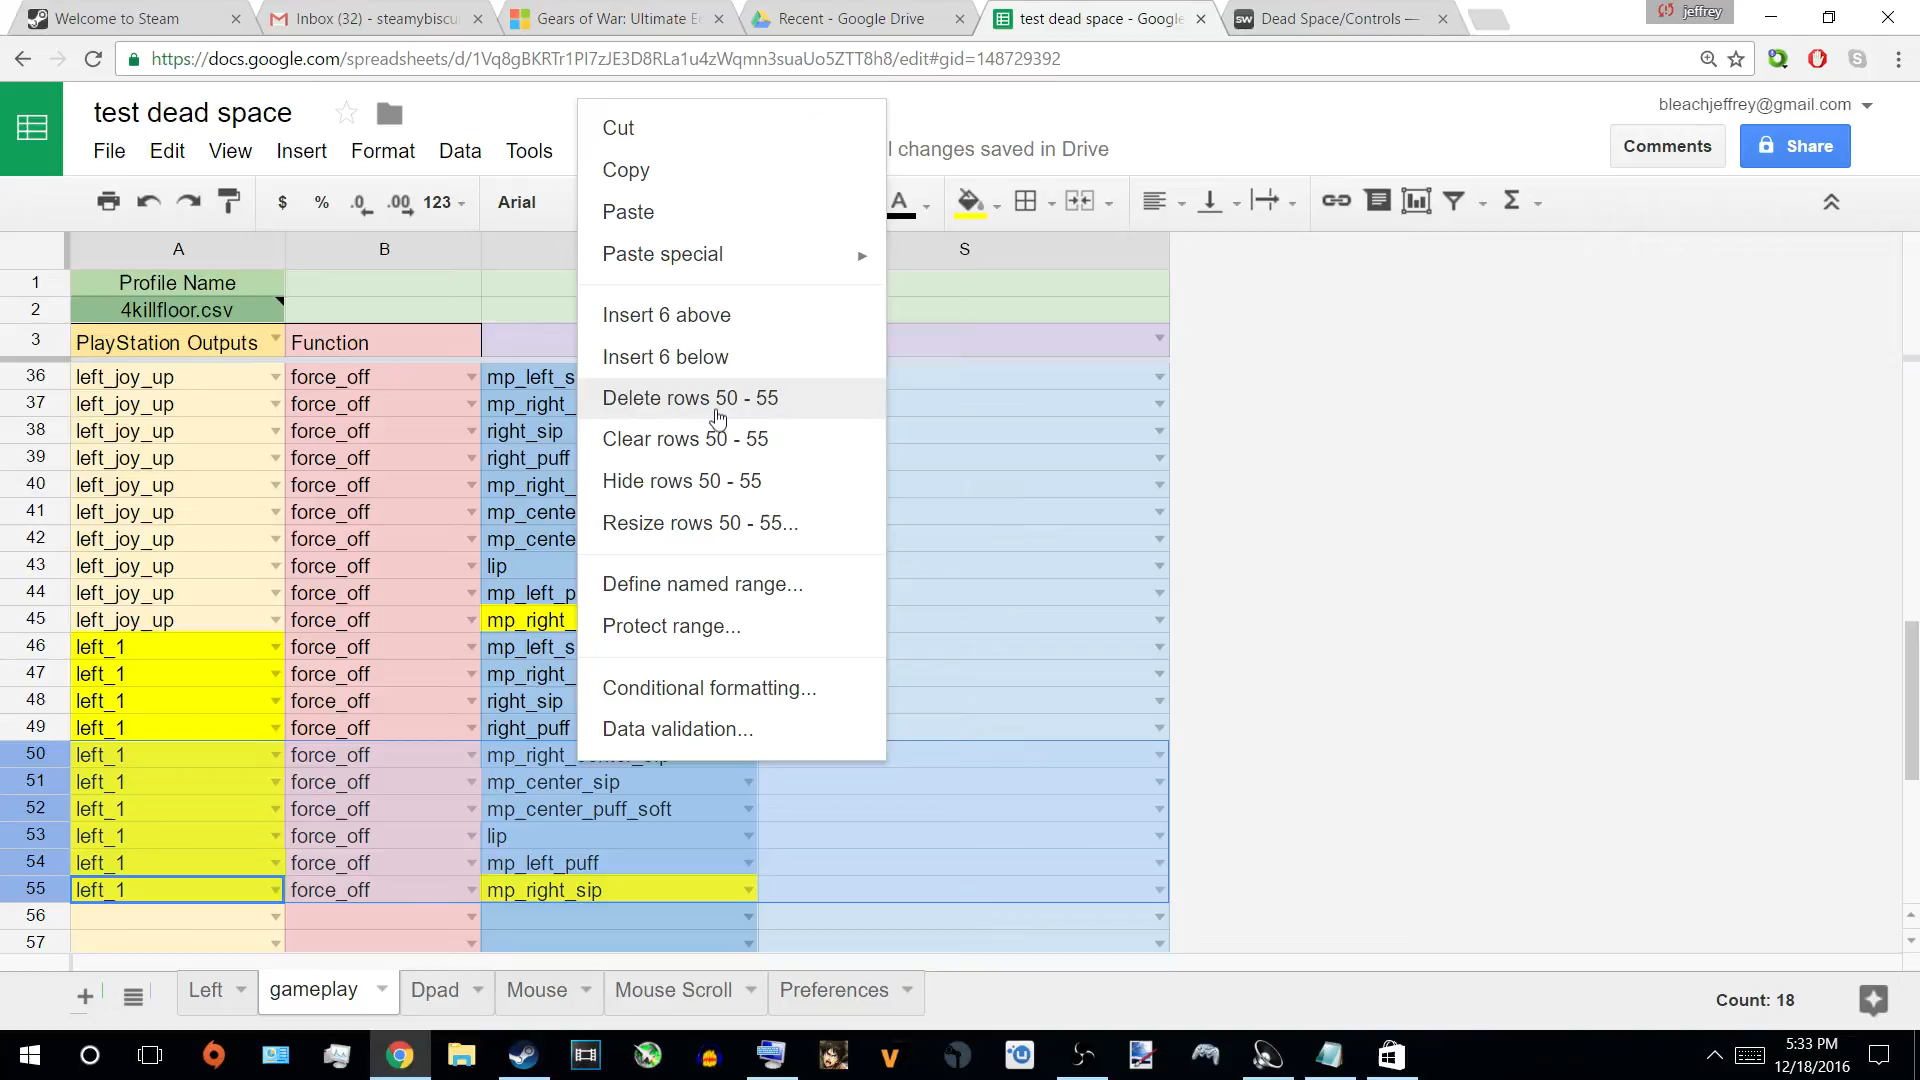 Welcome to Steam
Inbox (32) - steamybiscu
Gears of War: Ultimate E
Recent - Google Drive
test dead space - Google
Dead Space/Controls —
jeffrey
https://docs.google.com/spreadsheets/d/1Vq8gBKRTr1PI7zJE3D8RLa1u4zWqmn3suaUo5ZTT8h8/edit#gid=148729392
test dead space
bleachjeffrey@gmail.com
File Edit View Insert Format Data Tools
l changes saved in Drive
Comments
Share
$ % .0 .00 123 Arial
A B S
1 Profile Name
2 4killfloor.csv
3 PlayStation Outputs Function
36 left_joy_up force_off mp_left_s
37 left_joy_up force_off mp_right_
38 left_joy_up force_off right_sip
39 left_joy_up force_off right_puff
40 left_joy_up force_off mp_right_
41 left_joy_up force_off mp_cente
42 left_joy_up force_off mp_cente
43 left_joy_up force_off lip
44 left_joy_up force_off mp_left_p
45 left_joy_up force_off mp_right_
46 left_1 force_off mp_left_s
47 left_1 force_off mp_right_
48 left_1 force_off right_sip
49 left_1 force_off right_puff
50 left_1 force_off mp_right_center_sip
51 left_1 force_off mp_center_sip
52 left_1 force_off mp_center_puff_soft
53 left_1 force_off lip
54 left_1 force_off mp_left_puff
55 left_1 force_off mp_right_sip
56
57
Cut
Copy
Paste
Paste special
Insert 6 above
Insert 6 below
Delete rows 50 - 55
Clear rows 50 - 55
Hide rows 50 - 55
Resize rows 50 - 55...
Define named range...
Protect range...
Conditional formatting...
Data validation...
Left gameplay Dpad Mouse Mouse Scroll Preferences
Count: 18
5:33 PM
12/18/2016